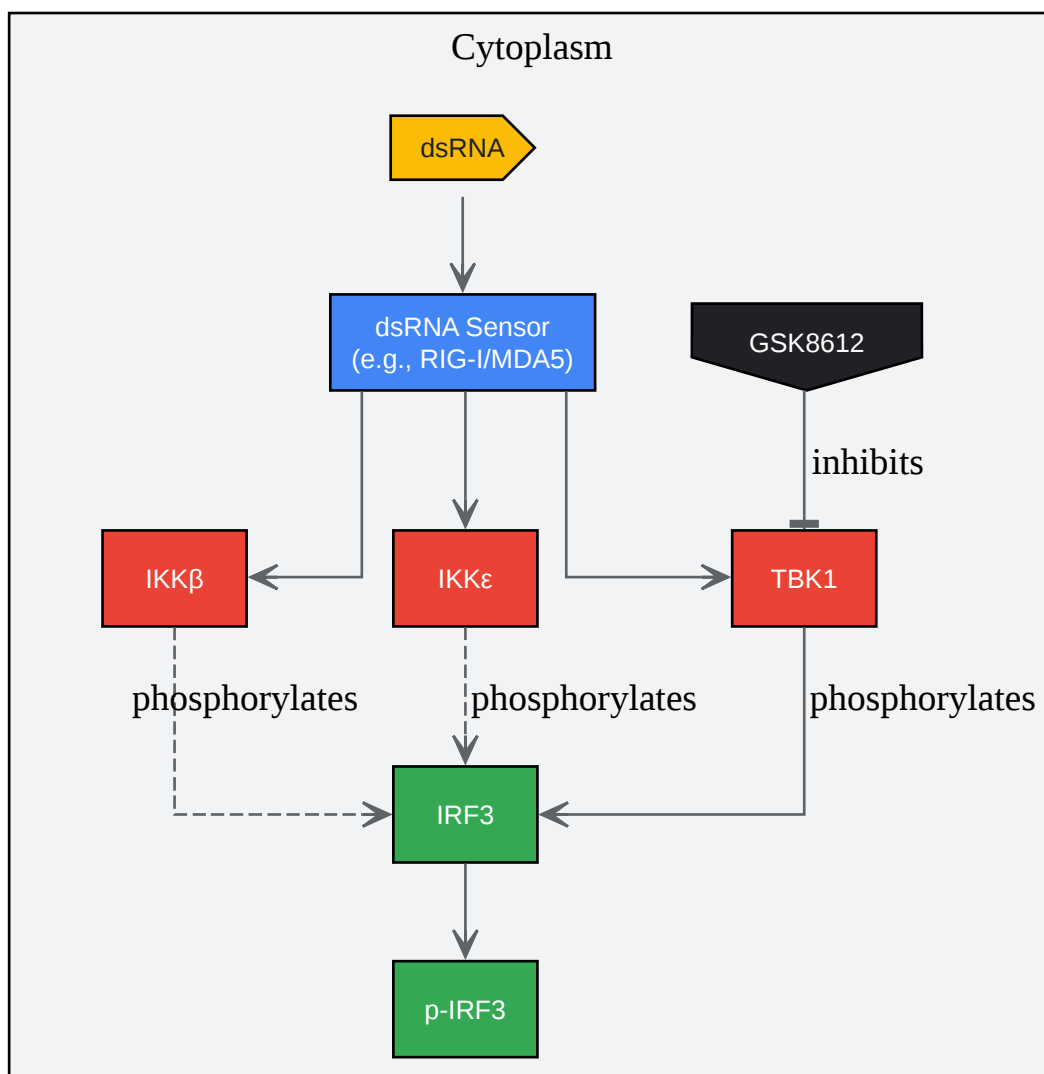 Cytoplasm
dsRNA
dsRNA Sensor
(e.g., RIG-I/MDA5)
GSK8612
inhibits
IKKβ
IKKε
TBK1
phosphorylates
phosphorylates
phosphorylates
IRF3
p-IRF3